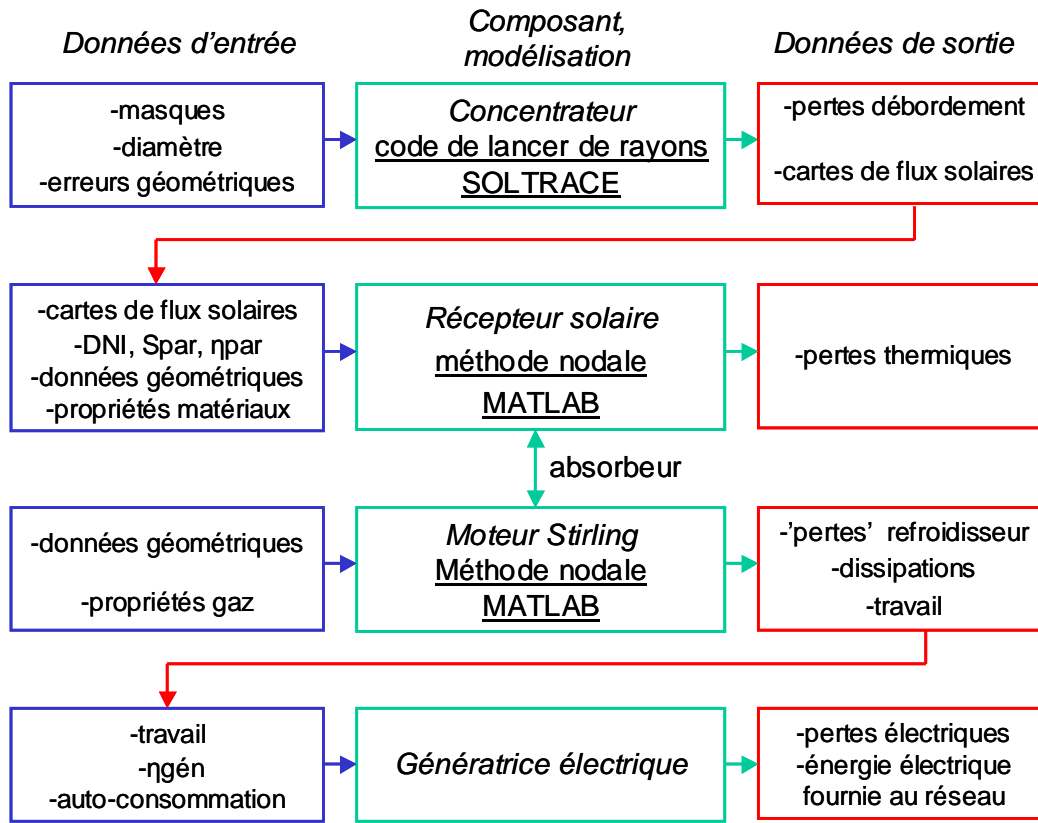 Données d'entrée
Composant,
modélisation
Données de sortie
-masques
-diamètre
-erreurs géométriques
Concentrateur
code de lancer de rayons
SOLTRACE
-pertes débordement
-cartes de flux solaires
-cartes de flux solaires
-DNI, Spar, ηpar
-données géométriques
-propriétés matériaux
Récepteur solaire
méthode nodale
MATLAB
-pertes thermiques
absorbeur
-données géométriques
-propriétés gaz
Moteur Stirling
Méthode nodale
MATLAB
-'pertes' refroidisseur
-dissipations
-travail
-travail
-ηgén
-auto-consommation
Génératrice électrique
-pertes électriques
-énergie électrique
fournie au réseau